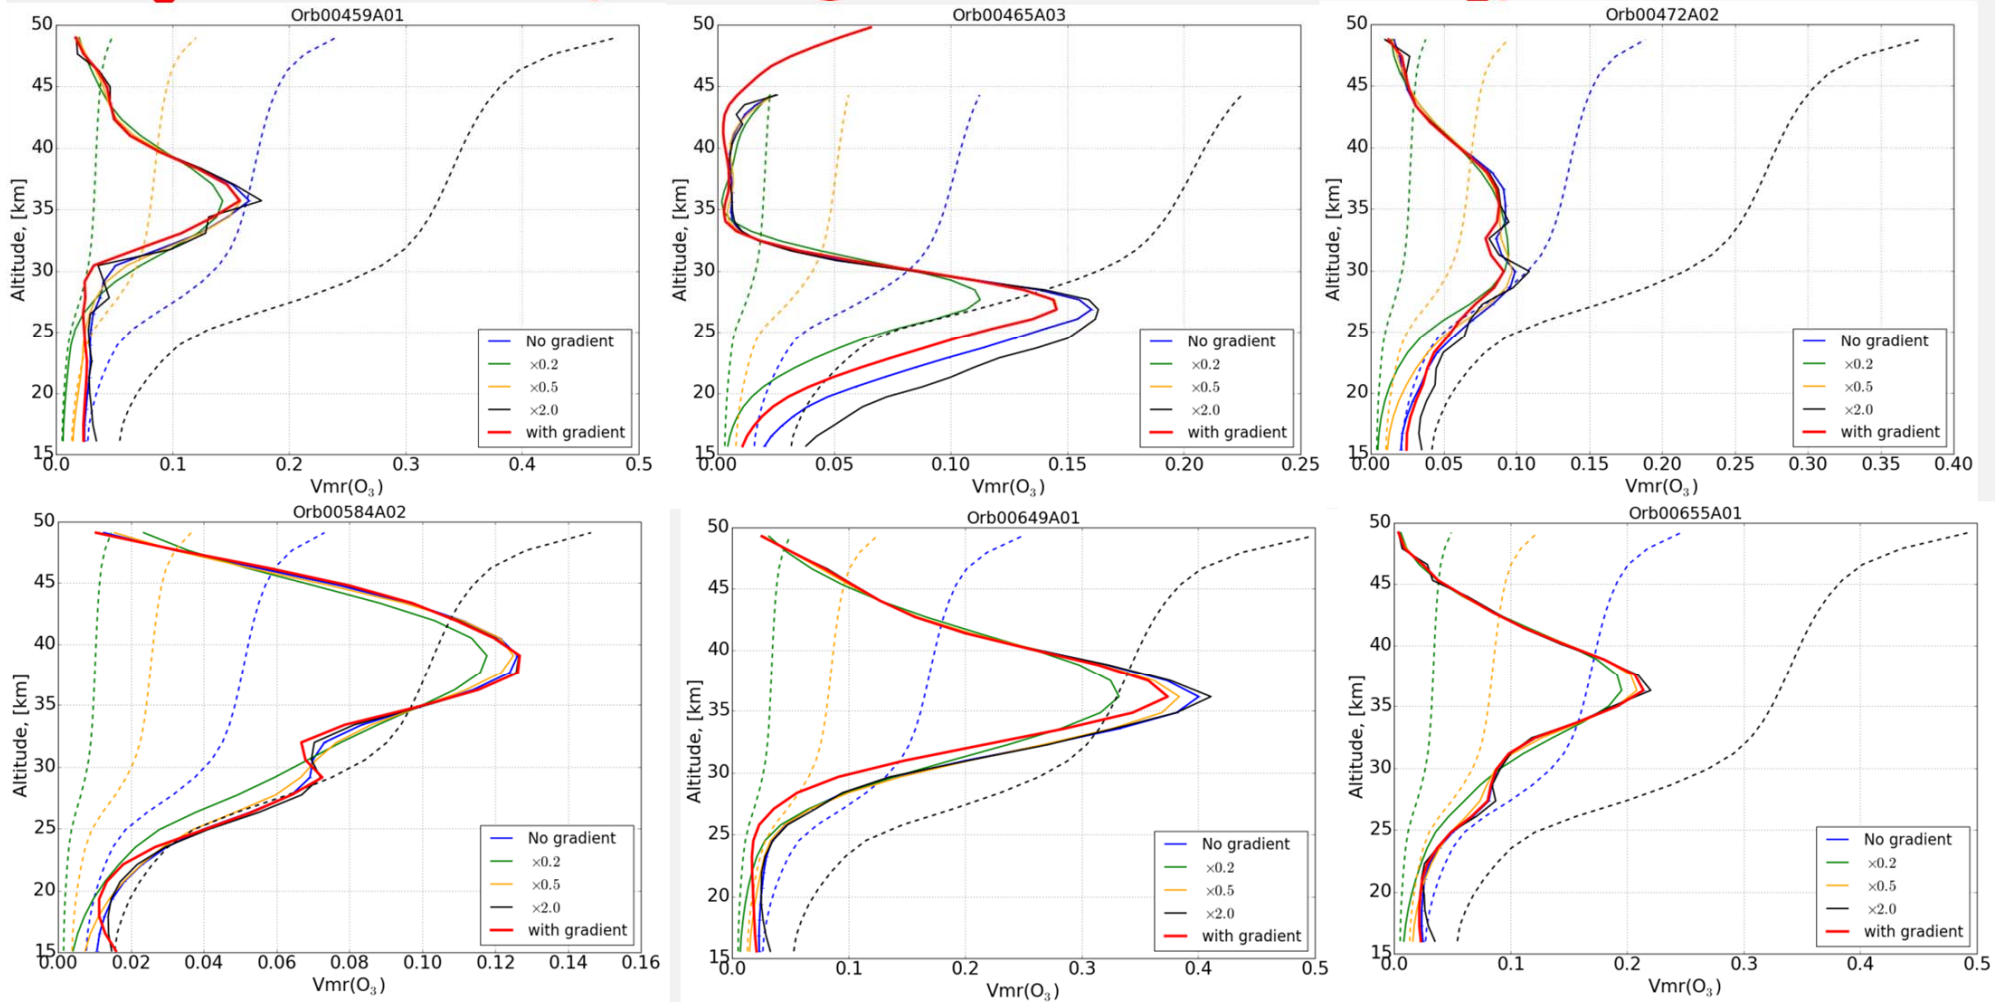 Orb00459A01
50
45
40
35
30
25
20
15
Altitude, [km]
0.0 0.1 0.2 0.3 0.4 0.5
Vmr(O₃)
No gradient
×0.2
×0.5
×2.0
with gradient
Orb00465A03
50
45
40
35
30
25
20
15
Altitude, [km]
0.00 0.05 0.10 0.15 0.20 0.25
Vmr(O₃)
No gradient
×0.2
×0.5
×2.0
with gradient
Orb00472A02
50
45
40
35
30
25
20
15
Altitude, [km]
0.00 0.05 0.10 0.15 0.20 0.25 0.30 0.35 0.40
Vmr(O₃)
No gradient
×0.2
×0.5
×2.0
with gradient
Orb00584A02
50
45
40
35
30
25
20
15
Altitude, [km]
0.00 0.02 0.04 0.06 0.08 0.10 0.12 0.14 0.16
Vmr(O₃)
No gradient
×0.2
×0.5
×2.0
with gradient
Orb00649A01
50
45
40
35
30
25
20
15
Altitude, [km]
0.0 0.1 0.2 0.3 0.4 0.5
Vmr(O₃)
No gradient
×0.2
×0.5
×2.0
with gradient
Orb00655A01
50
45
40
35
30
25
20
15
Altitude, [km]
0.0 0.1 0.2 0.3 0.4 0.5
Vmr(O₃)
No gradient
×0.2
×0.5
×2.0
with gradient